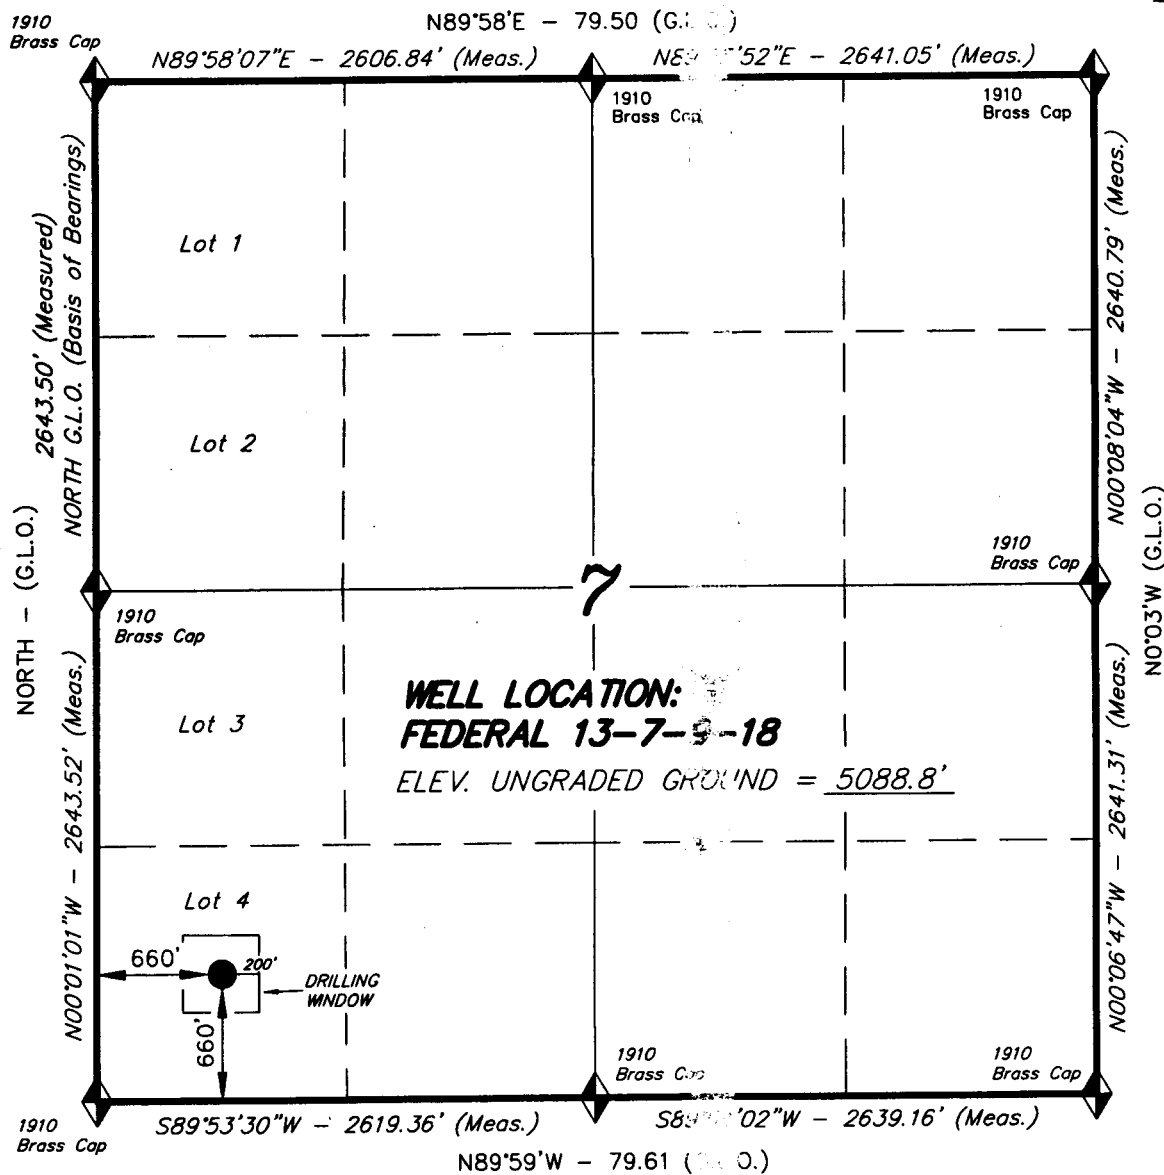 1910
Brass Cap
N89°58'E - 79.50
N89°58'07"E - 2606.84' (Meas.)
'52"E - 2641.05' (Meas.)
1910
Brass Cap
1910
Brass Cap
2643.50' (Measured)
NORTH G.L.O. (Basis of Bearings)
N00°08'04"W - 2640.79' (Meas.)
Lot 1
Lot 2
NORTH - (G.L.O.)
N0°03'W (G.L.O.)
1910
Brass Cap
7
1910
Brass Cap
N00°01'01"W - 2643.52' (Meas.)
N00°06'47"W - 2641.31' (Meas.)
Lot 3
WELL LOCATION:
FEDERAL 13-7-9-18
ELEV. UNGRADED GROUND = 5088.8'
Lot 4
660'
200'
DRILLING
WINDOW
660'
1910
Brass Cap
1910
Brass Cap
1910
Brass Cap
S89°53'30"W - 2619.36' (Meas.)
'02"W - 2639.16' (Meas.)
N89°59'W - 79.61